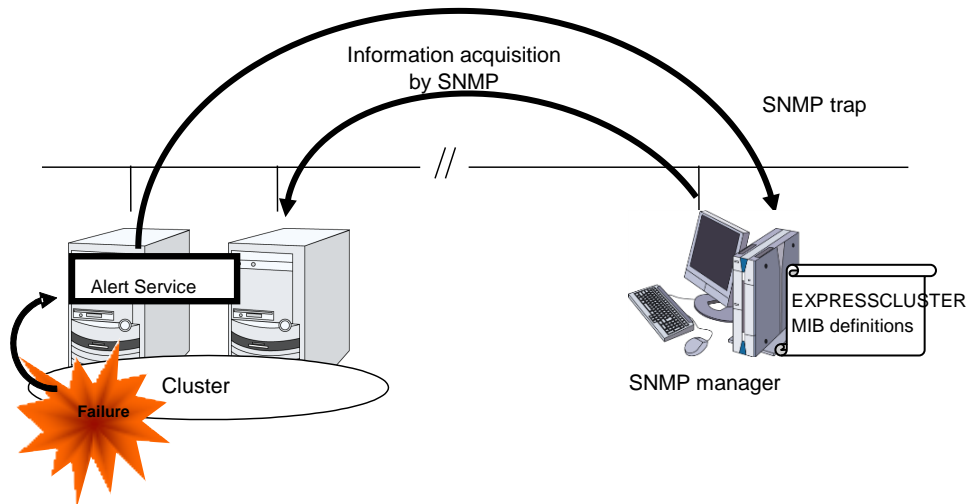 Information acquisition
by SNMP
SNMP trap
//
Alert Service
EXPRESSCLUSTER
MIB definitions
Cluster
SNMP manager
Failure